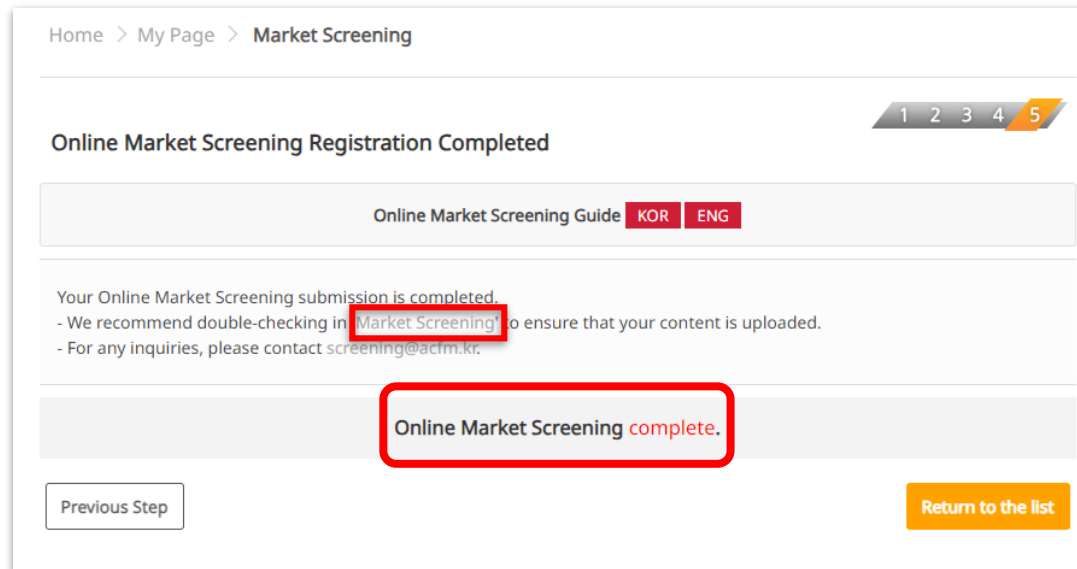 Home > My Page > Market Screening
1 2 3 4 5
Online Market Screening Registration Completed
Online Market Screening Guide KOR ENG
Your Online Market Screening submission is completed.
- We recommend double-checking in 'Market Screening' to ensure that your content is uploaded.
- For any inquiries, please contact screening@acfm.kr.
Online Market Screening complete.
Previous Step
Return to the list